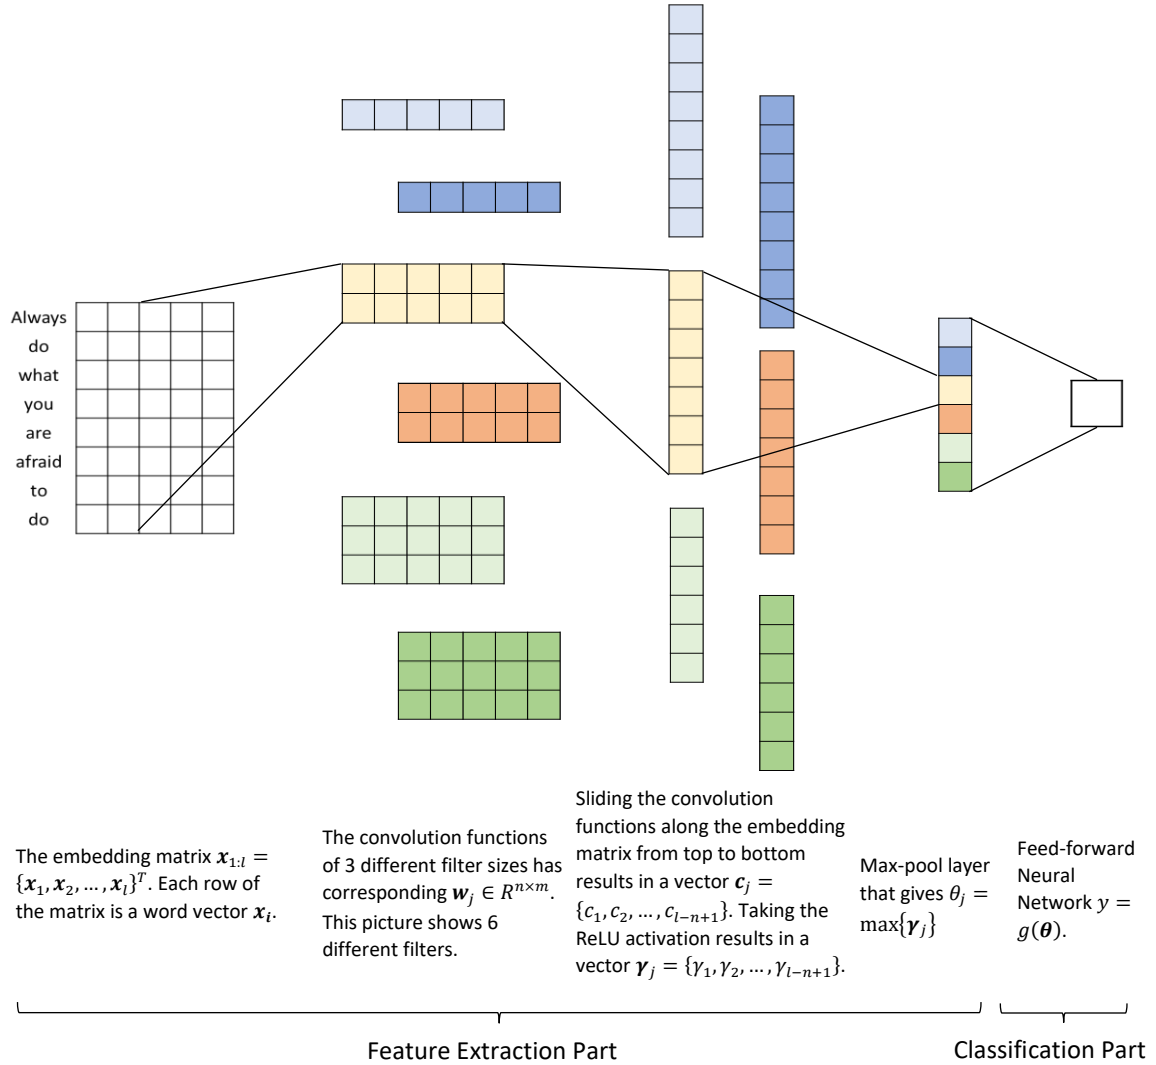 Always
do
what
you
are
afraid
to
do
The embedding matrix 𝒙₁:ₗ =
{𝒙₁, 𝒙₂, … , 𝒙ₗ}ᵀ. Each row of
the matrix is a word vector 𝒙ᵢ.
The convolution functions
of 3 different filter sizes has
corresponding 𝒘ⱼ ∈ Rⁿˣᵐ.
This picture shows 6
different filters.
Sliding the convolution
functions along the embedding
matrix from top to bottom
results in a vector 𝒄ⱼ =
{c₁, c₂, … , cₗ₋ₙ₊₁}. Taking the
ReLU activation results in a
vector 𝜸ⱼ = {γ₁, γ₂, … , γₗ₋ₙ₊₁}.
Max-pool layer
that gives θⱼ =
max{𝜸ⱼ}
Feed-forward
Neural
Network y =
g(𝜽).
Feature Extraction Part
Classification Part